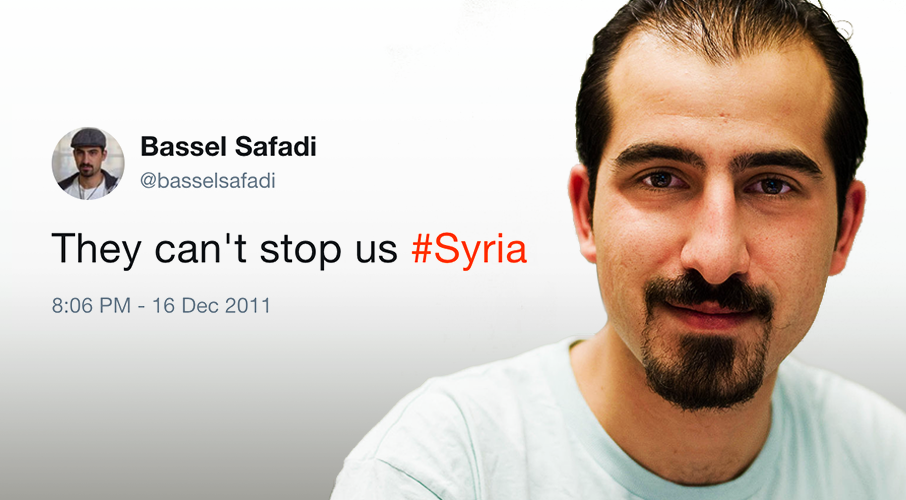 Bassel Safadi
@basselsafadi
They can't stop us #Syria
8:06 PM - 16 Dec 2011